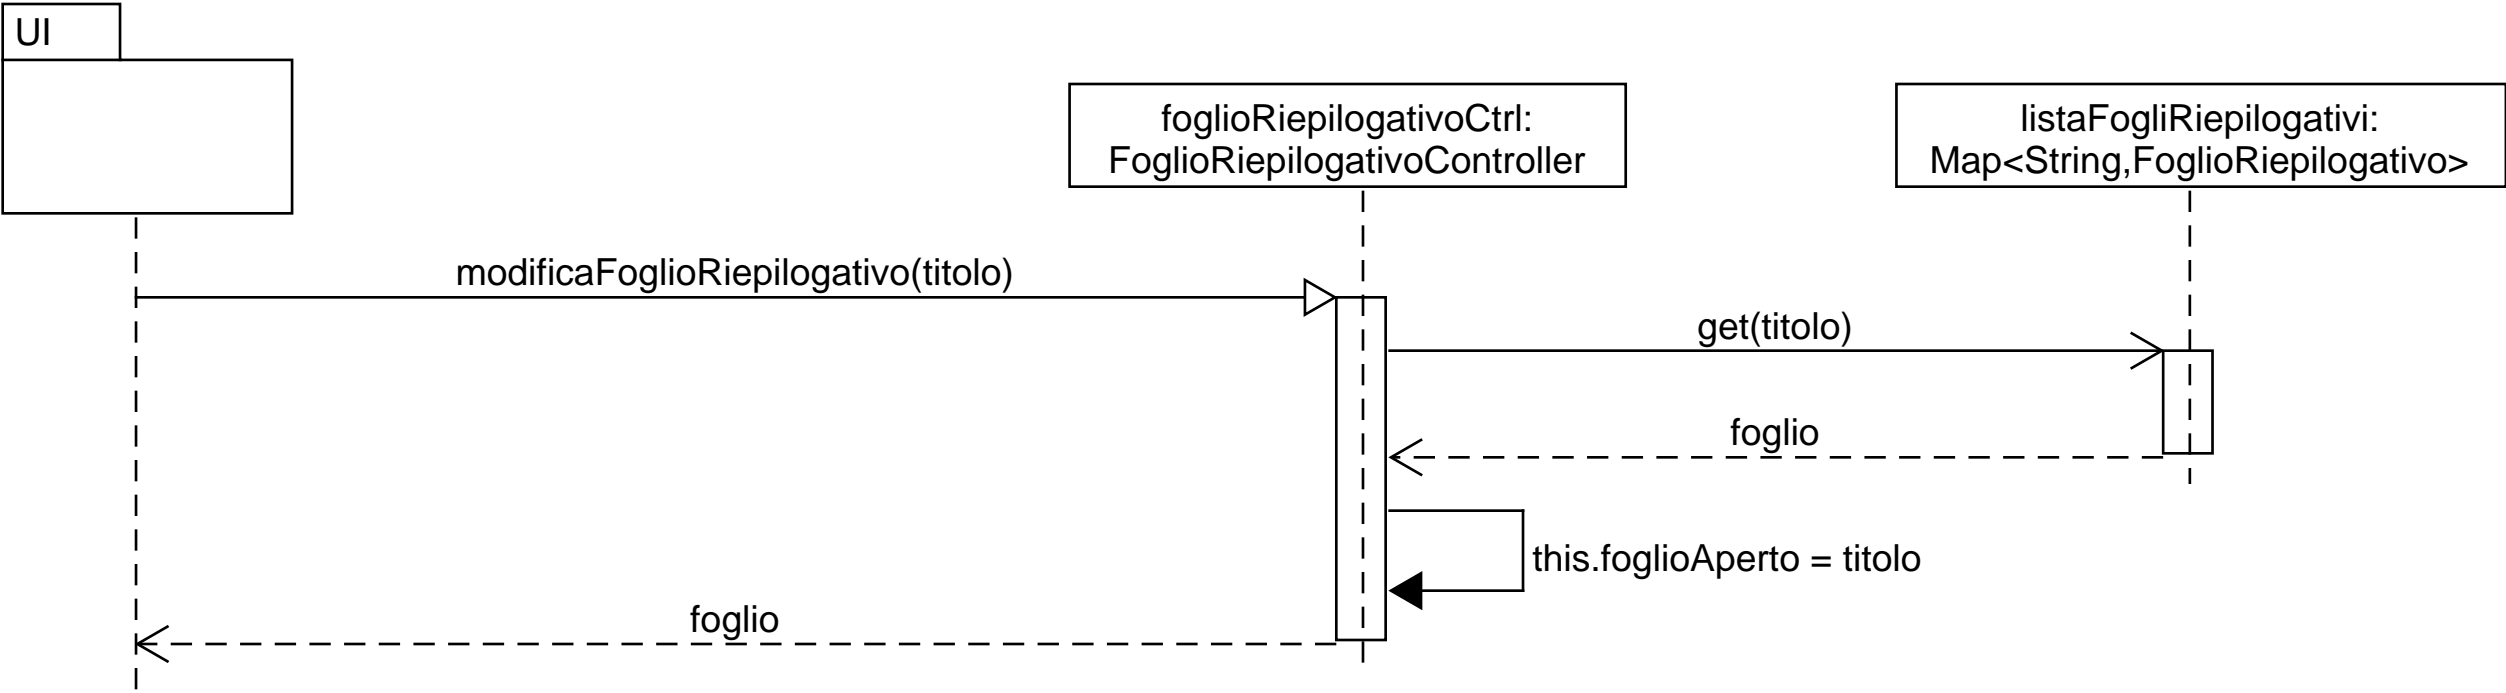 UI
foglioRiepilogativoCtrl:
FoglioRiepilogativoController
listaFogliRiepilogativi:
Map<String,FoglioRiepilogativo>
modificaFoglioRiepilogativo(titolo)
get(titolo)
foglio
this.foglioAperto = titolo
foglio